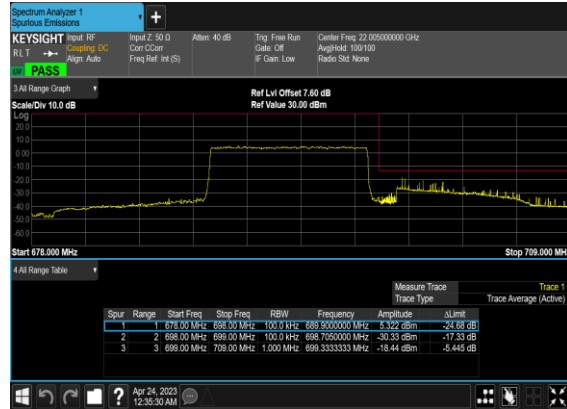 Spectrum Analyzer 1
Spurious Emissions
KEYSIGHT Input: RF
R L T
Coupling: DC
Align: Auto
Input Z: 50 Ω
Corr CCorr
Freq Ref: Int (S)
Atten: 40 dB
Trig: Free Run
Gate: Off
IF Gain: Low
Center Freq: 22.005000000 GHz
Avg|Hold: 100/100
Radio Std: None
PASS
3 All Range Graph
Ref Lvl Offset 7.60 dB
Scale/Div 10.0 dB
Ref Value 30.00 dBm
Log
20.0
10.0
0.00
-10.0
-20.0
-30.0
-40.0
-50.0
-60.0
Start 678.000 MHz
Stop 709.000 MH
4 All Range Table
Measure Trace Trace 1
Trace Type Trace Average (Active)
Spur Range Start Freq Stop Freq RBW Frequency Amplitude ΔLimit
1 1 678.00 MHz 698.00 MHz 100.0 kHz 689.9000000 MHz 5.322 dBm -24.68 dB
2 2 698.00 MHz 699.00 MHz 100.0 kHz 698.7050000 MHz -30.33 dBm -17.33 dB
3 3 699.00 MHz 709.00 MHz 1.000 MHz 699.3333333 MHz -18.44 dBm -5.445 dB
? Apr 24, 2023
12:35:30 AM